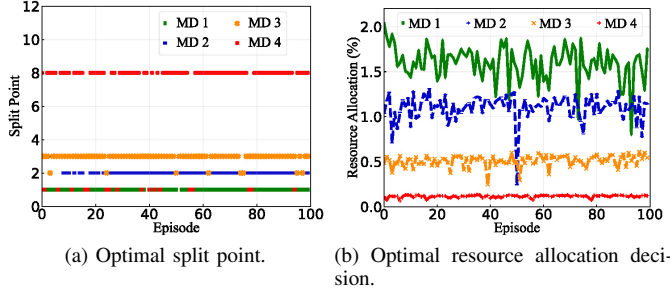 (a)
MD 1
MD 3
MD 2
MD 4
Split Point
12
10
8
6
4
2
0
0
20
40
60
80
100
Episode
(a) Optimal split point.
(b)
MD 1 MD 2 MD 3 MD 4
Resource Allocation (%)
2.0
1.5
1.0
0.5
0.0
0
20
40
60
80
100
Episode
(b) Optimal resource allocation deci-
sion.